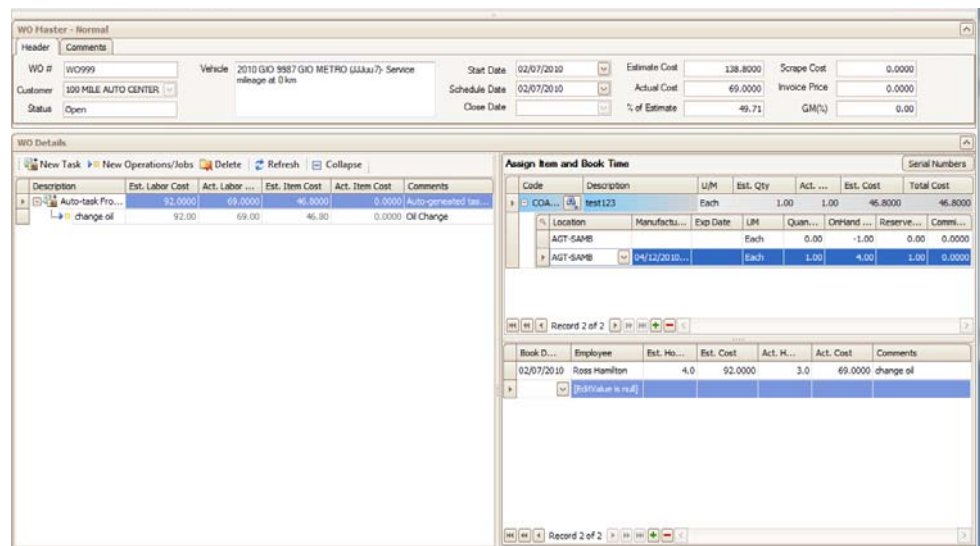 WO Master - Normal
Header Comments
WO # WO999 Vehicle 2010 GIO 9987 GIO METRO Service Start Date 02/07/2010 Estimate Cost 138.8000 Scrape Cost 0.0000
mileage at 0 km
Customer 100 MILE AUTO CENTER Schedule Date 02/07/2010 Actual Cost 69.0000 Invoice Price 0.0000
Status Open Close Date % of Estimate 49.71 GM(%) 0.00
WO Details
New Task New Operations/Jobs Delete Refresh Collapse
Description Est. Labor Cost Act. Labor ... Est. Item Cost Act. Item Cost Comments
Auto-task Fro... 92.0000 69.0000 46.8000 0.0000 Auto-geneated tas...
change oil 92.00 69.00 46.80 0.0000 Oil Change
Assign Item and Book Time Serial Numbers
Code Description U/M Est. Qty Act. ... Est. Cost Total Cost
COA... test123 Each 1.00 1.00 46.8000 46.8000
Location Manufactu... Exp Date UM Quan... OnHand ... Reserve... Commi...
AGT-SAMB Each 0.00 -1.00 0.00 0.0000
AGT-SAMB 04/12/2010... Each 1.00 4.00 1.00 0.0000
Record 2 of 2
Book D... Employee Est. Ho... Est. Cost Act. H... Act. Cost Comments
02/07/2010 Ross Hamilton 4.0 92.0000 3.0 69.0000 change oil
[EditValue is null]
Record 2 of 2